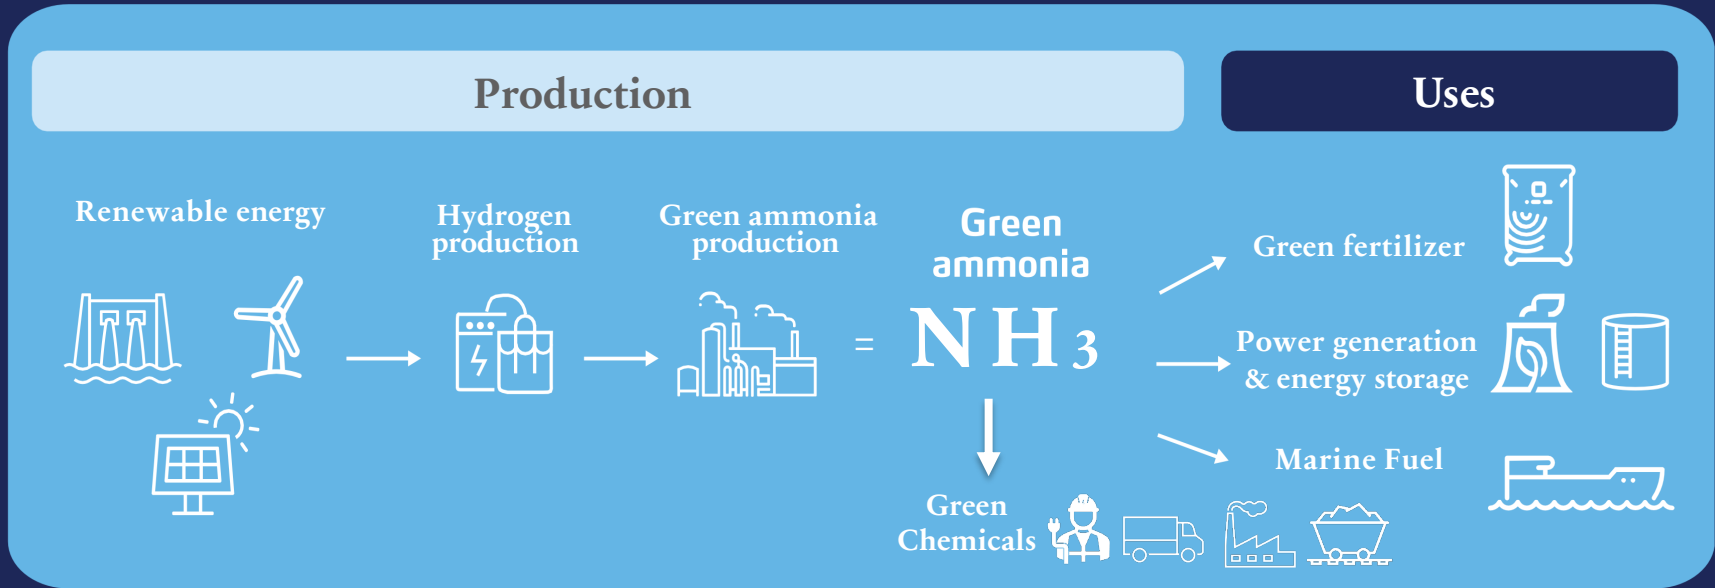 Production
Uses
Renewable energy
Hydrogen
production
Green ammonia
production
=
Green
ammonia
NH3
Green fertilizer
Power generation
& energy storage
Marine Fuel
Green
Chemicals